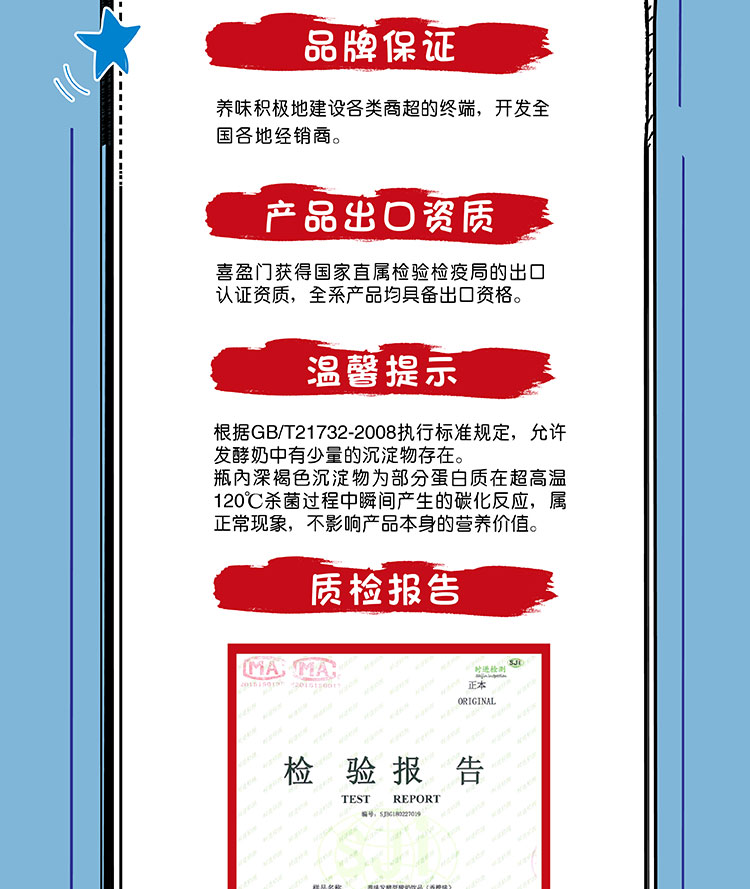 品牌保证
养味积极地建设各类商超的终端，开发全
国各地经销商。
产品出口资质
喜盈门获得国家直属检验检疫局的出口
认证资质，全系产品均具备出口资格。
温馨提示
根据GB/T21732-2008执行标准规定，允许
发酵奶中有少量的沉淀物存在。
瓶内深褐色沉淀物为部分蛋白质在超高温
120℃杀菌过程中瞬间产生的碳化反应，属
正常现象，不影响产品本身的营养价值。
质检报告
MA MA
SJI
时进检测
正本
ORIGINAL
检验报告
TEST REPORT
编号：SJBG180227019